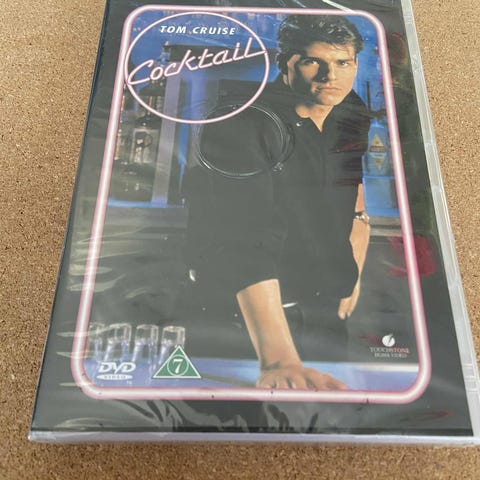 TOM CRUISE
Cocktail
TOUCHSTONE
HOME VIDEO
DVD
VIDEO
7